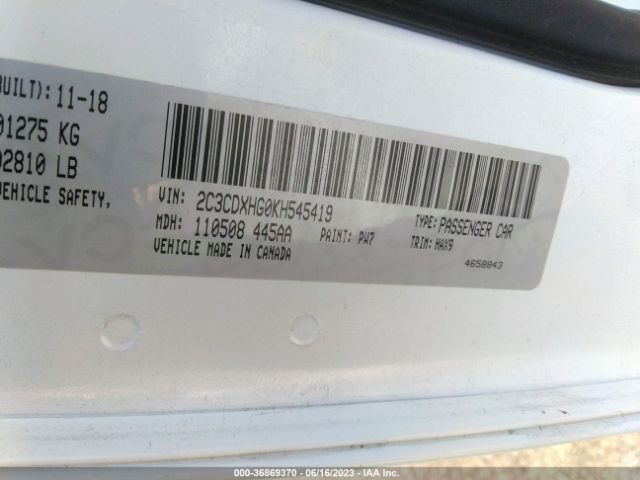 BUILT): 11-18
01275 KG
02810 LB
VEHICLE SAFETY,
VIN: 2C3CDXHG0KH545419
TYPE: PASSENGER CAR
MDH: 110508 445AA
PAINT: PW7
TRIM: HAX9
VEHICLE MADE IN CANADA
4658843
000-36869370 - 06/16/2023 - IAA Inc.